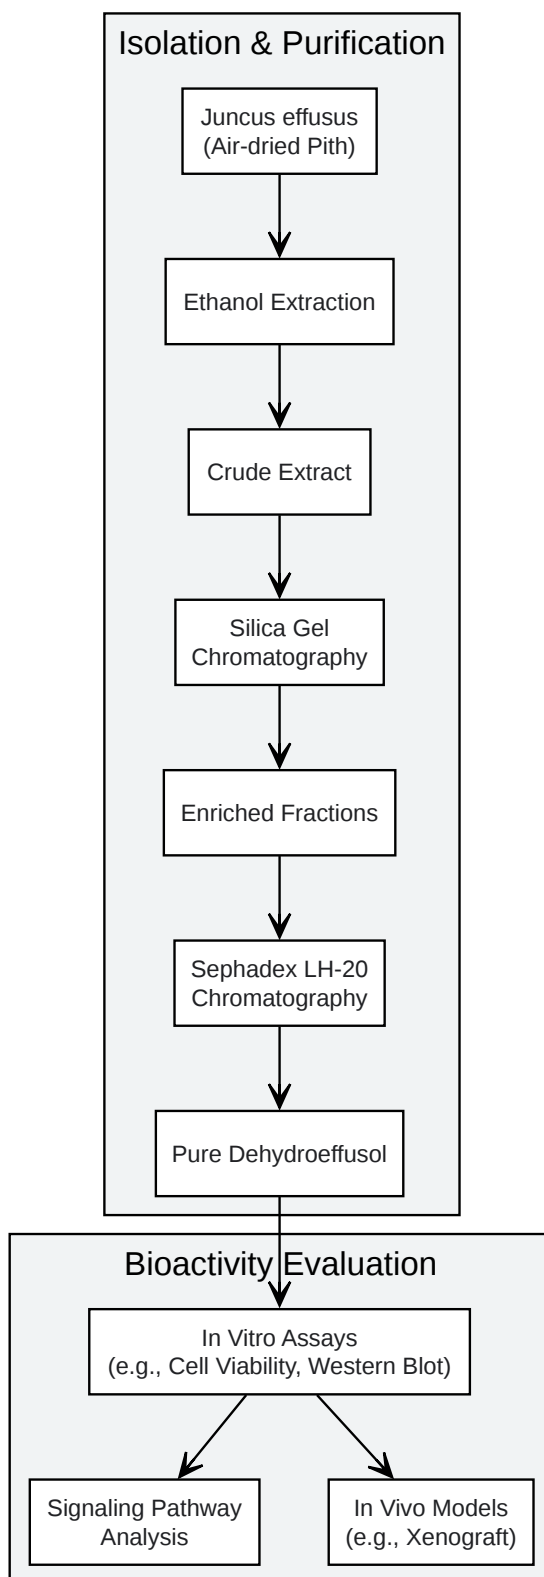 Isolation & Purification
Juncus effusus
(Air-dried Pith)
Ethanol Extraction
Crude Extract
Silica Gel
Chromatography
Enriched Fractions
Sephadex LH-20
Chromatography
Pure Dehydroeffusol
Bioactivity Evaluation
In Vitro Assays
(e.g., Cell Viability, Western Blot)
Signaling Pathway
Analysis
In Vivo Models
(e.g., Xenograft)